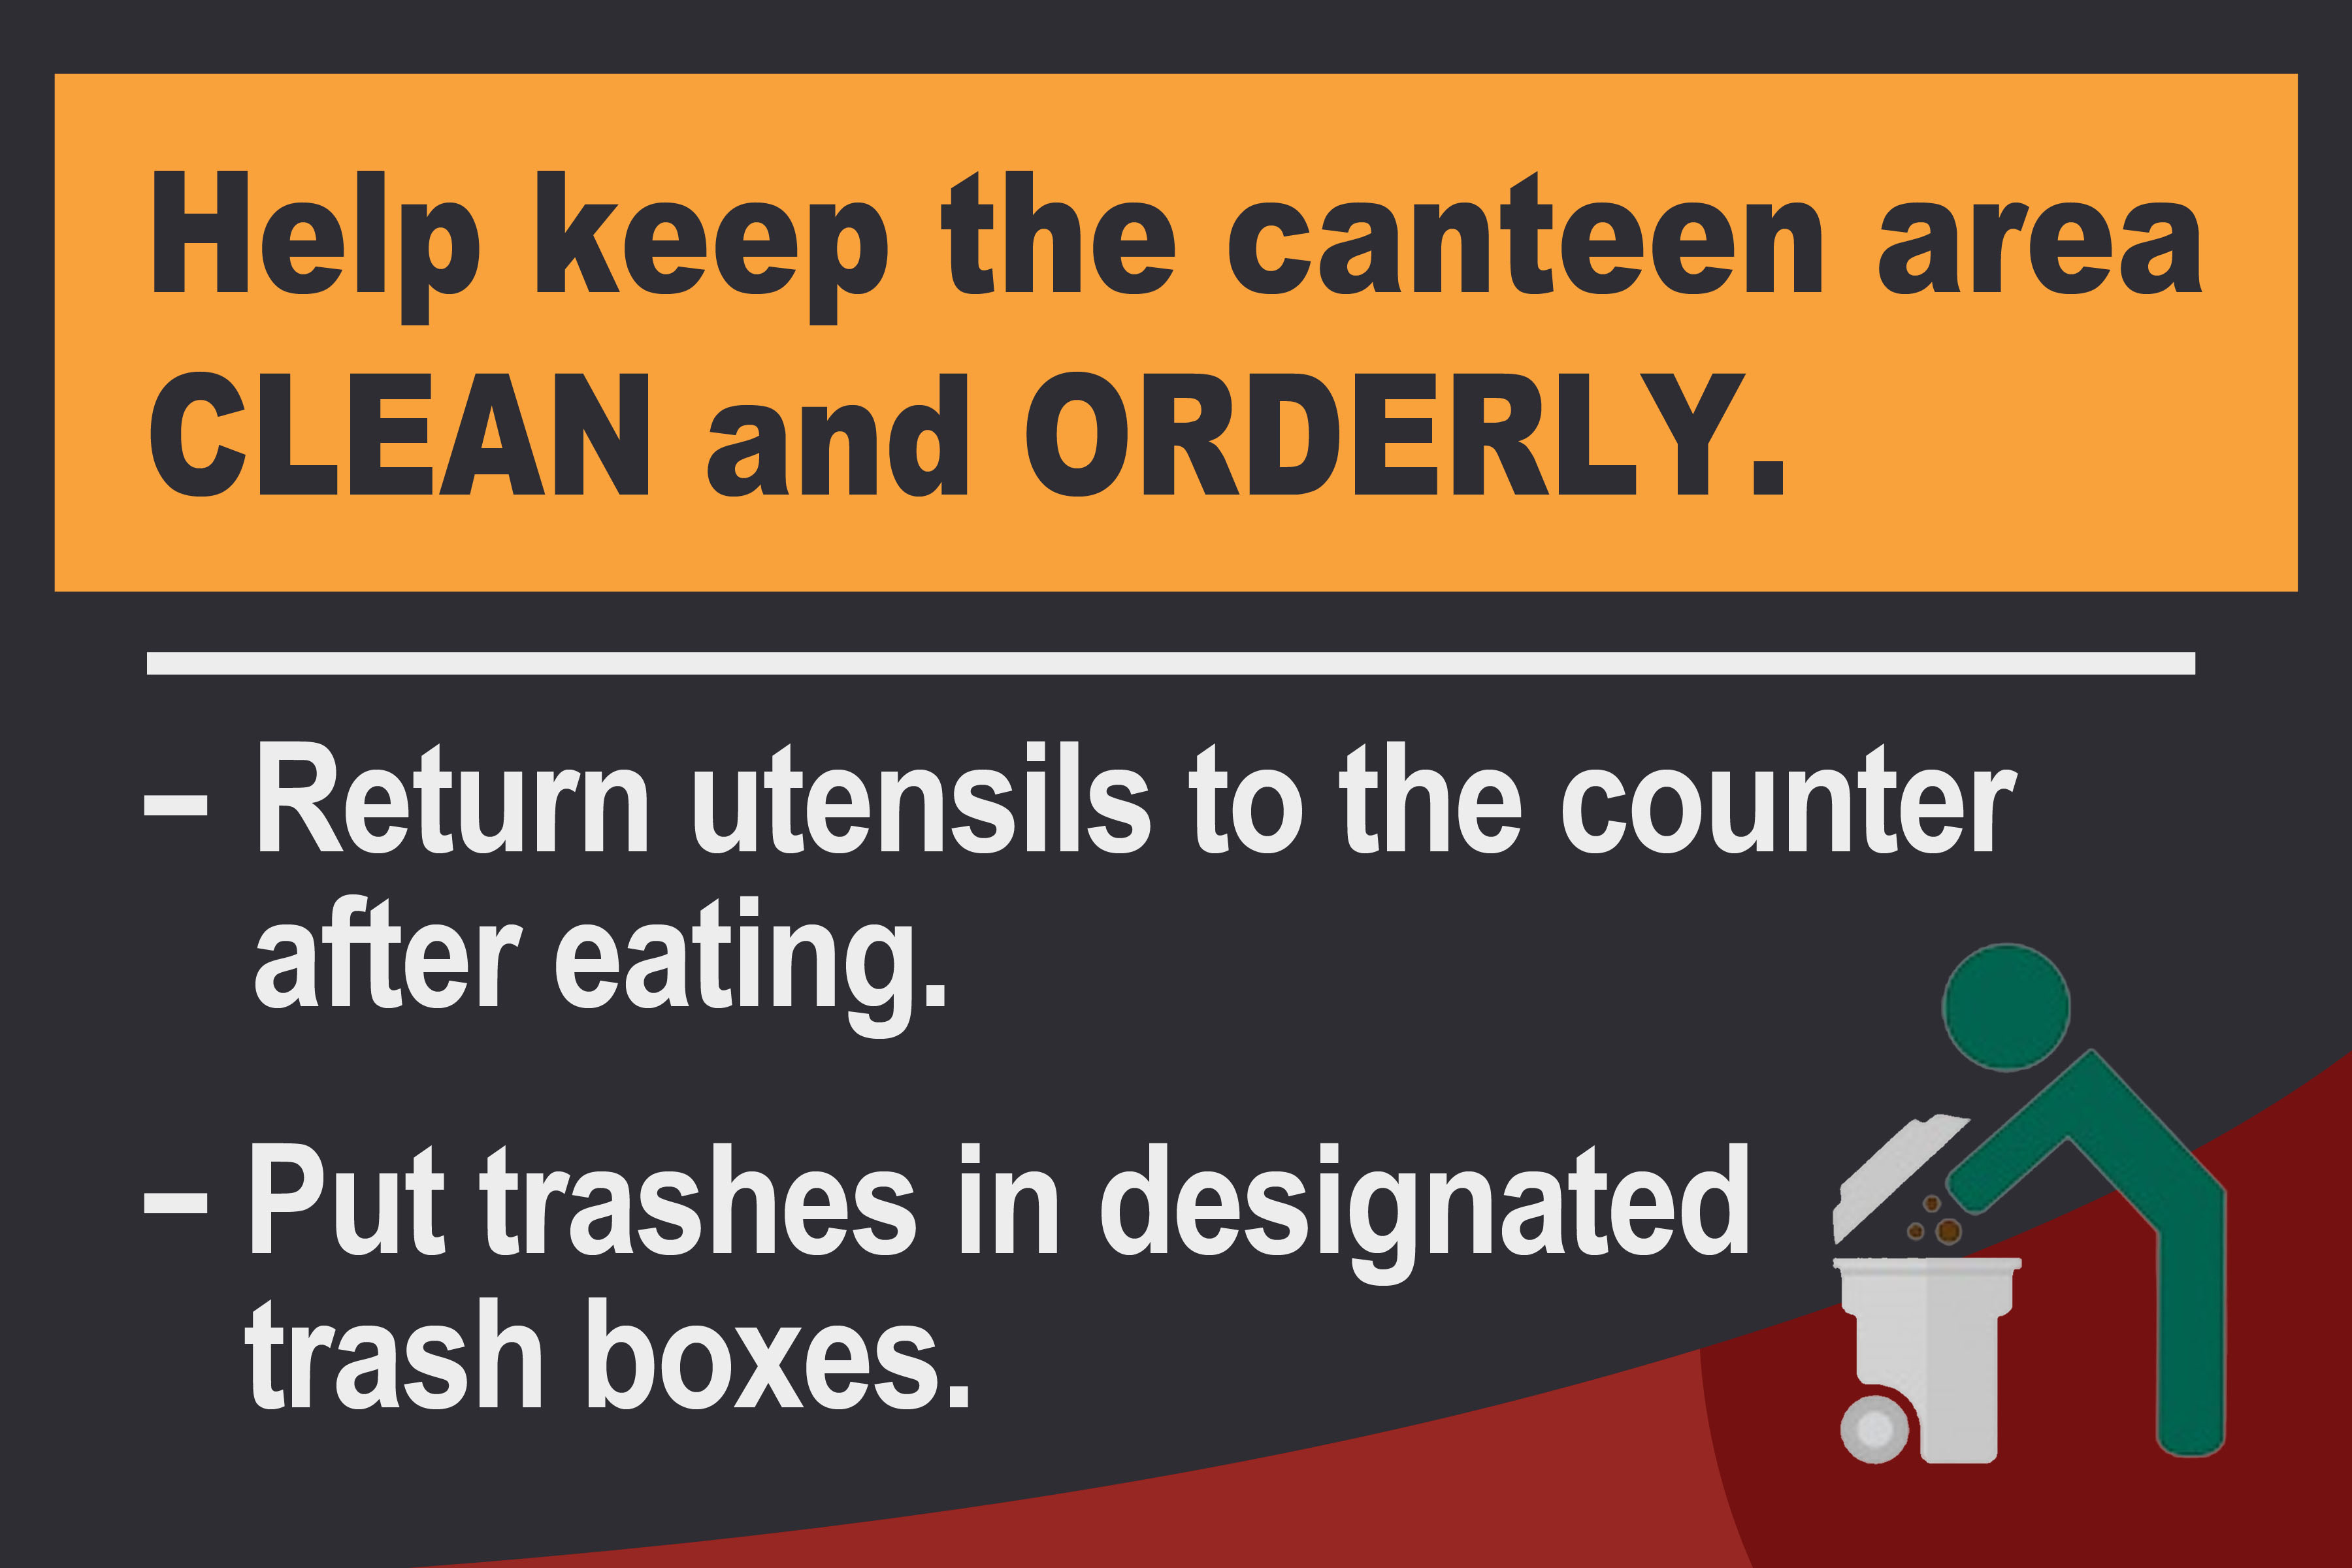 Help keep the canteen area
CLEAN and ORDERLY.
– Return utensils to the counter
after eating.
– Put trashes in designated
trash boxes.